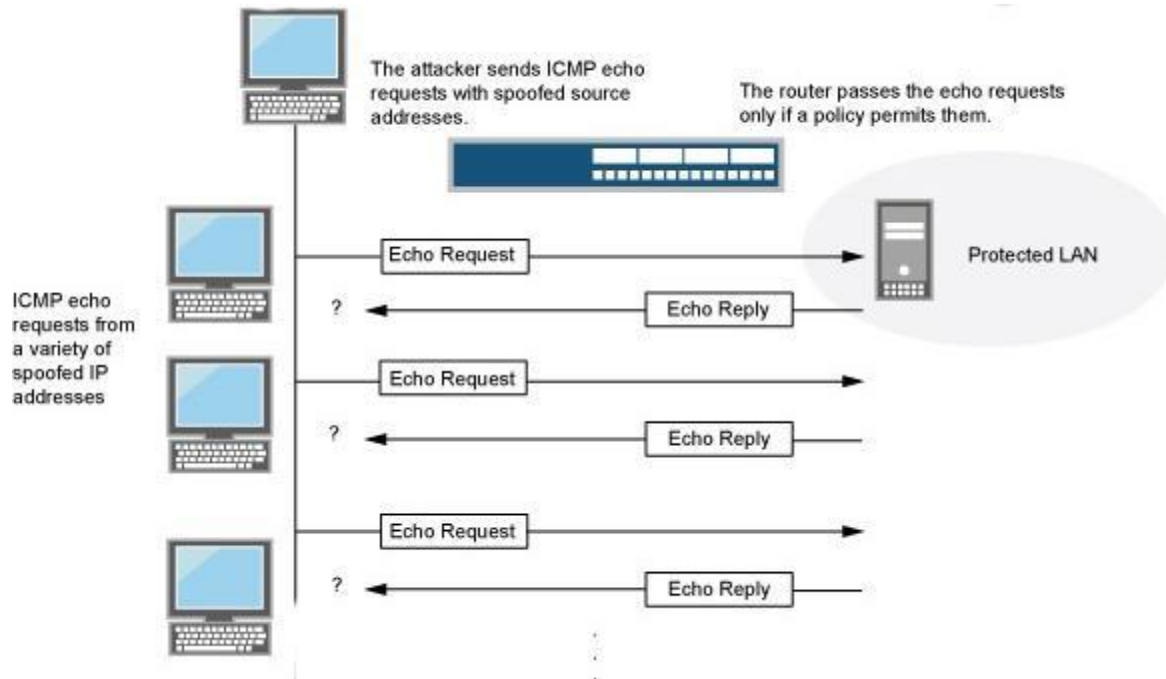 The attacker sends ICMP echo
requests with spoofed source
addresses.
The router passes the echo requests
only if a policy permits them.
Echo Request
Protected LAN
ICMP echo
requests from
a variety of
spoofed IP
addresses
? Echo Reply
Echo Request
? Echo Reply
Echo Request
? Echo Reply